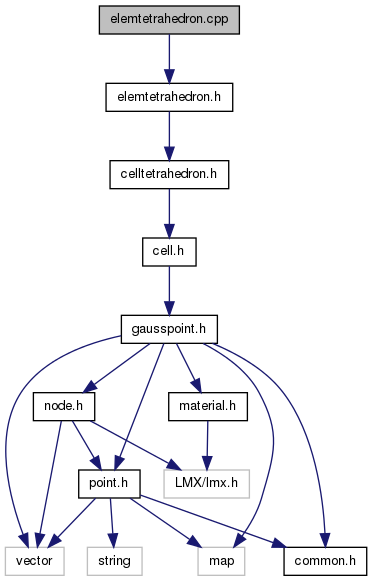 elemtetrahedron.cpp
elemtetrahedron.h
celltetrahedron.h
cell.h
gausspoint.h
node.h
material.h
point.h
LMX/lmx.h
vector
string
map
common.h